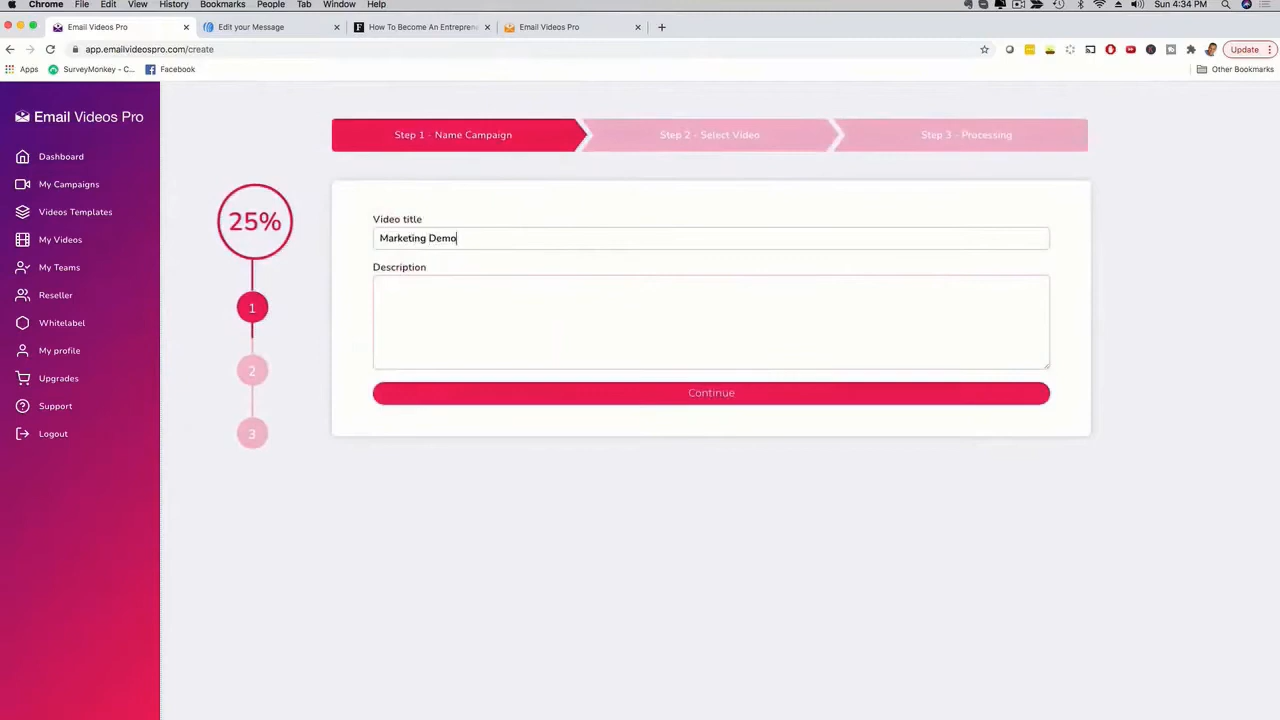 Chrome File Edit View History Bookmarks People Tab Window Help Sun 4:34 PM
Email Videos Pro Edit your Message How To Become An Entrepren Email Videos Pro
app.emailvideospro.com/create Update
Apps SurveyMonkey - C... Facebook Other Bookmarks
Email Videos Pro
Dashboard
My Campaigns
Videos Templates
My Videos
My Teams
Reseller
Whitelabel
My profile
Upgrades
Support
Logout
Step 1 - Name Campaign Step 2 - Select Video Step 3 - Processing
25%
1
2
3
Video title
Marketing Demo
Description
Continue